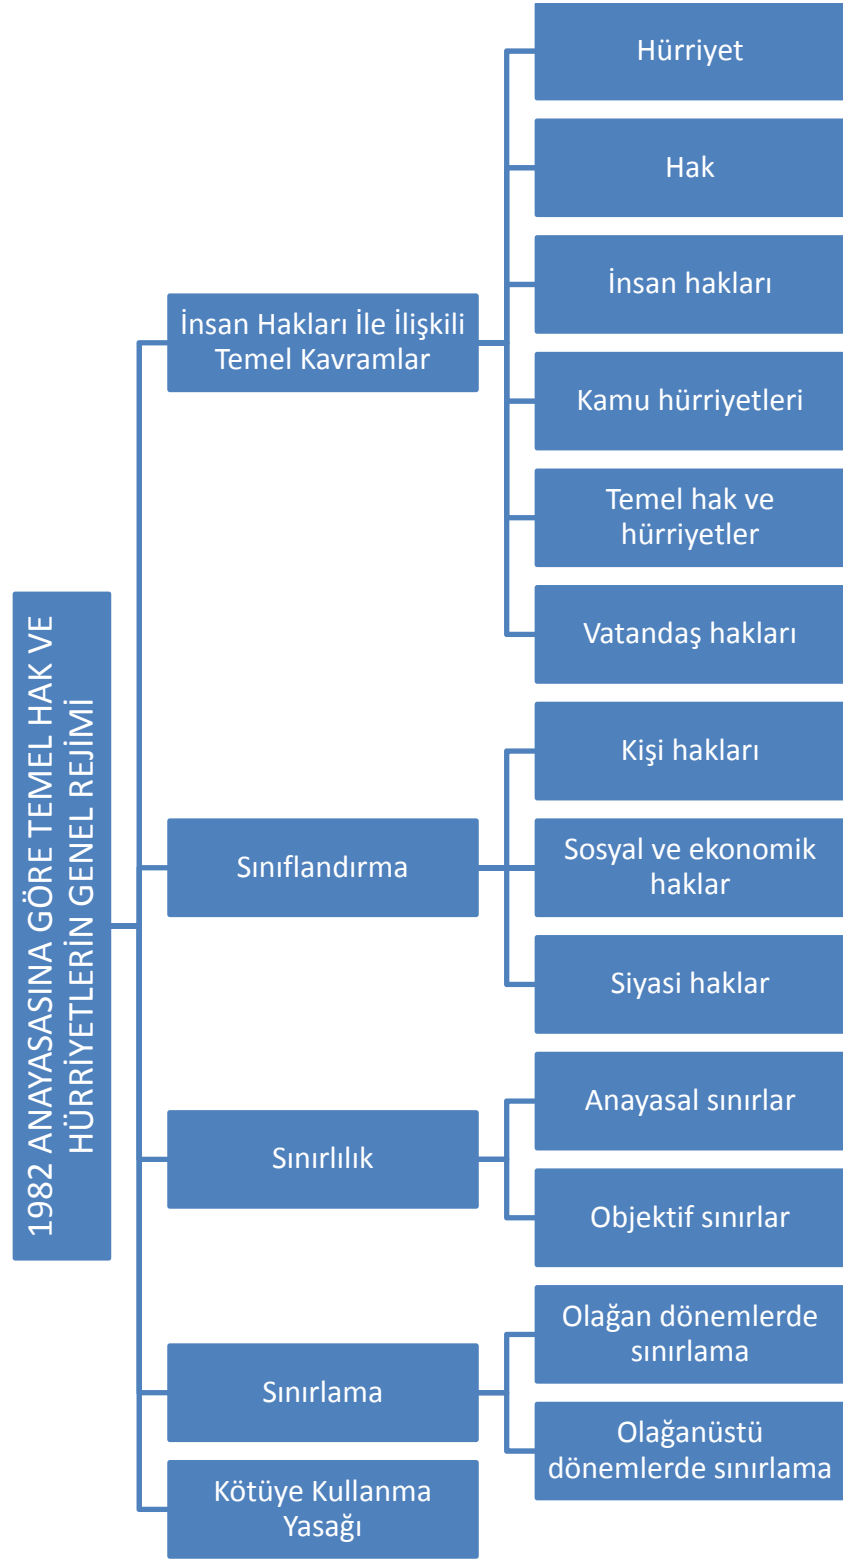 1982 ANAYASASINA GÖRE TEMEL HAK VE
HÜRRİYETLERİN GENEL REJİMİ
İnsan Hakları İle İlişkili
Temel Kavramlar
Hürriyet
Hak
İnsan hakları
Kamu hürriyetleri
Temel hak ve
hürriyetler
Vatandaş hakları
Sınıflandırma
Kişi hakları
Sosyal ve ekonomik
haklar
Siyasi haklar
Sınırlılık
Anayasal sınırlar
Objektif sınırlar
Sınırlama
Olağan dönemlerde
sınırlama
Olağanüstü
dönemlerde sınırlama
Kötüye Kullanma
Yasağı